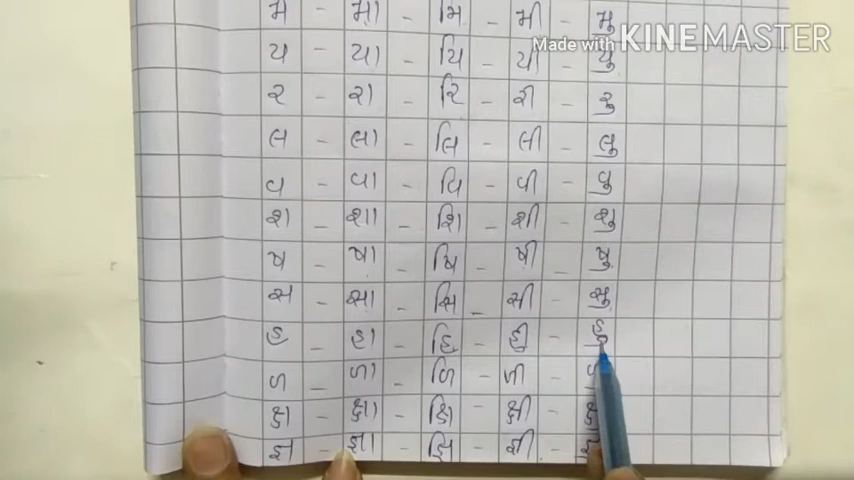 મ – મા – મિ – મી – મુ
Made with KINEMASTER
ય – યા – યિ – યી – યુ
ર – રા – રિ – રી – રુ
લ – લા – લિ – લી – લુ
વ – વા – વિ – વી – વુ
શ – શા – શિ – શી – શુ
ષ – ષા – ષિ – ષી – ષુ
સ – સા – સિ – સી – સુ
હ – હા – હિ – હી – હુ
ળ – ળા – ળિ – ળી –
ક્ષ – ક્ષા – ક્ષિ – ક્ષી –
જ્ઞ – જ્ઞા – જ્ઞિ – જ્ઞી –